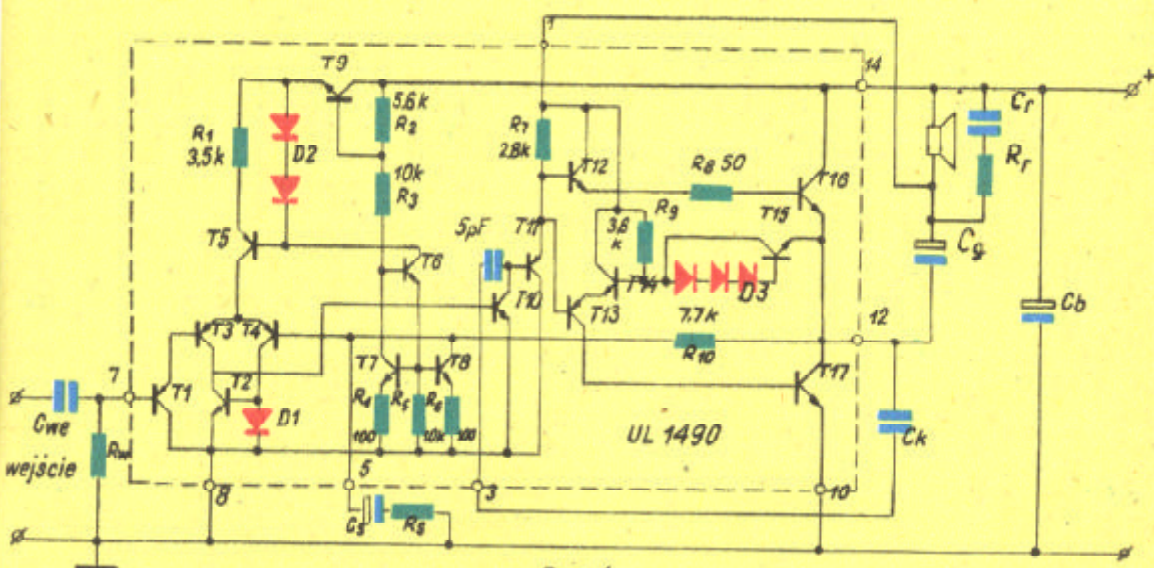 1
14
+
T9
5,6k
R2
R1
3,5k
D2
10k
R3
R7
2,8k
T12
R8 50
T16
Cr
Rr
T5
T6
5pF
T11
R9
3,6
k
T15
Cg
T14
D3
T10
T13
7,7k
R10
12
Cb
T3
T4
T7
T8
T17
7
T1
T2
D1
R4
R5
R6
100
10k
100
UL 1490
Ck
Cwe
wejście
5
8
3
10
Cs
Rs